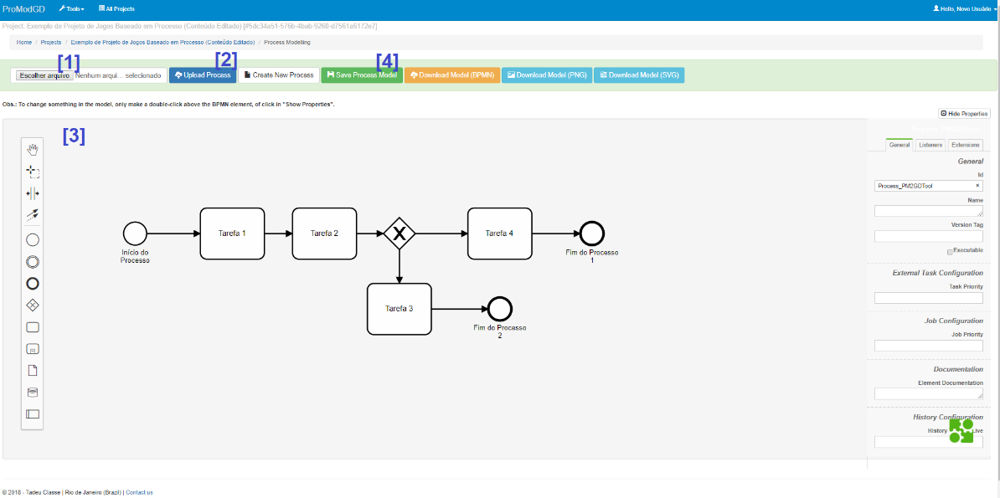 ProModGD Tools All Projects Hello, Novo Usuário
Project: Exemplo de Projeto de Jogos Baseado em Processo (Conteúdo Editado) [#5dc34a51-576b-4bab-9260-d7561a6172e7]
Home / Projects / Exemplo de Projeto de Jogos Baseado em Processo (Conteúdo Editado) / Process Modelling
[1] [2] [4]
Escolher arquivo Nenhum arqui... selecionado Upload Process Create New Process Save Process Model Download Model (BPMN) Download Model (PNG) Download Model (SVG)
Obs.: To change something in the model, only make a double-click above the BPMN element, of click in "Show Properties".
Hide Properties
[3]
General Listeners Extensions
General
Id
Process_PM2GDTool ×
Name
Version Tag
Executable
External Task Configuration
Task Priority
Job Configuration
Job Priority
Documentation
Element Documentation
History Configuration
History Live
Início do
Processo
Tarefa 1
Tarefa 2
X
Tarefa 4
Fim do Processo
1
Tarefa 3
Fim do Processo
2
© 2018 - Tadeu Classe | Rio de Janeiro (Brazil) | Contact us